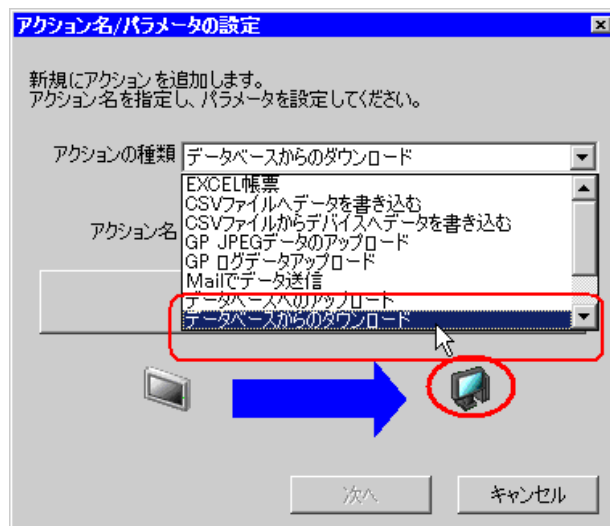 アクション名/パラメータの設定
新規にアクションを追加します。
アクション名を指定し、パラメータを設定してください。
アクションの種類 データベースからのダウンロード
EXCEL帳票
CSVファイルへデータを書き込む
CSVファイルからデバイスへデータを書き込む
アクション名
GP JPEGデータのアップロード
GP ログデータアップロード
Mailでデータ送信
データベースへのアップロード
データベースからのダウンロード
次へ
キャンセル